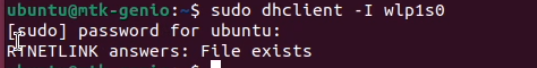 ubuntu@mtk-genio:~$ sudo dhclient -I wlp1s0
[sudo] password for ubuntu:
RTNETLINK answers: File exists